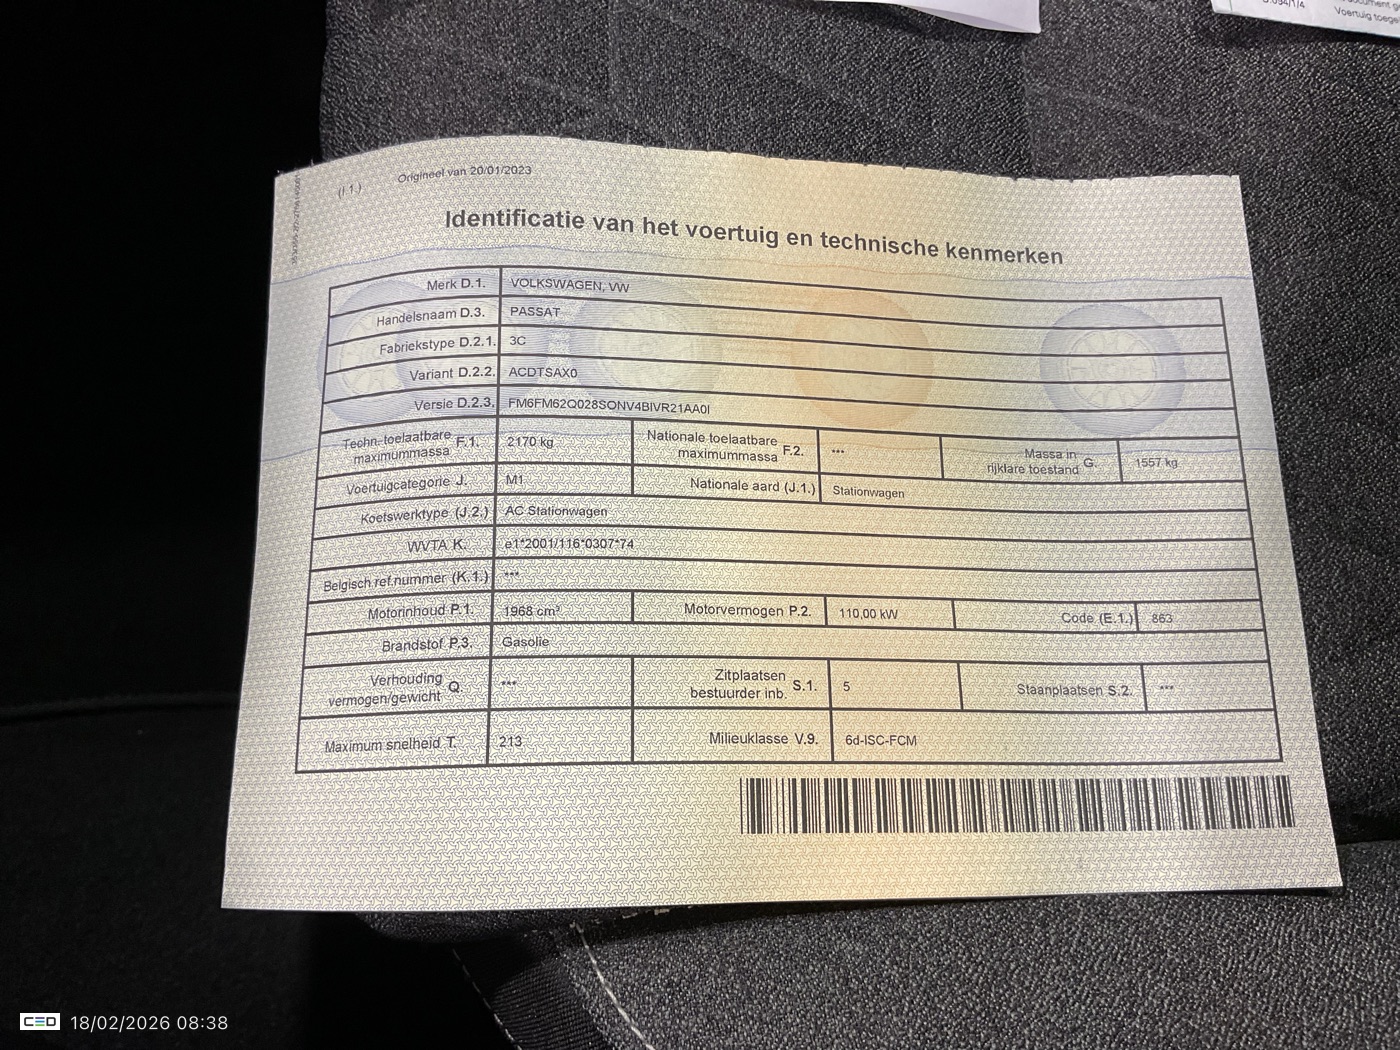 Voertuig toege
(I.1.) Origineel van 20/01/2023
Identificatie van het voertuig en technische kenmerken
Merk D.1. VOLKSWAGEN, VW
Handelsnaam D.3. PASSAT
Fabriekstype D.2.1. 3C
Variant D.2.2. ACDTSAX0
Versie D.2.3. FM6FM62Q028SONV4BIVR21AA0I
Techn. toelaatbare maximummassa F.1. 2170 kg Nationale toelaatbare maximummassa F.2. *** Massa in rijklare toestand G. 1557 kg
Voertuigcategorie J. M1 Nationale aard (J.1.) Stationwagen
Koetswerktype (J.2.) AC Stationwagen
WVTA K. e1*2001/116*0307*74
Belgisch ref.nummer (K.1.) ***
Motorinhoud P.1. 1968 cm³ Motorvermogen P.2. 110,00 kW Code (E.1.) 863
Brandstof P.3. Gasolie
Verhouding vermogen/gewicht Q. *** Zitplaatsen bestuurder inb. S.1. 5 Staanplaatsen S.2. ***
Maximum snelheid T. 213 Milieuklasse V.9. 6d-ISC-FCM
CED 18/02/2026 08:38